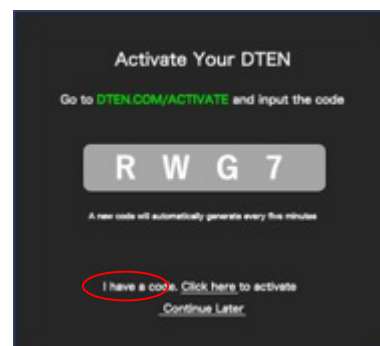 Activate Your DTEN
Go to DTEN.COM/ACTIVATE and input the code
R W G 7
A new code will automatically generate every five minutes
I have a code. Click here to activate
Continue Later